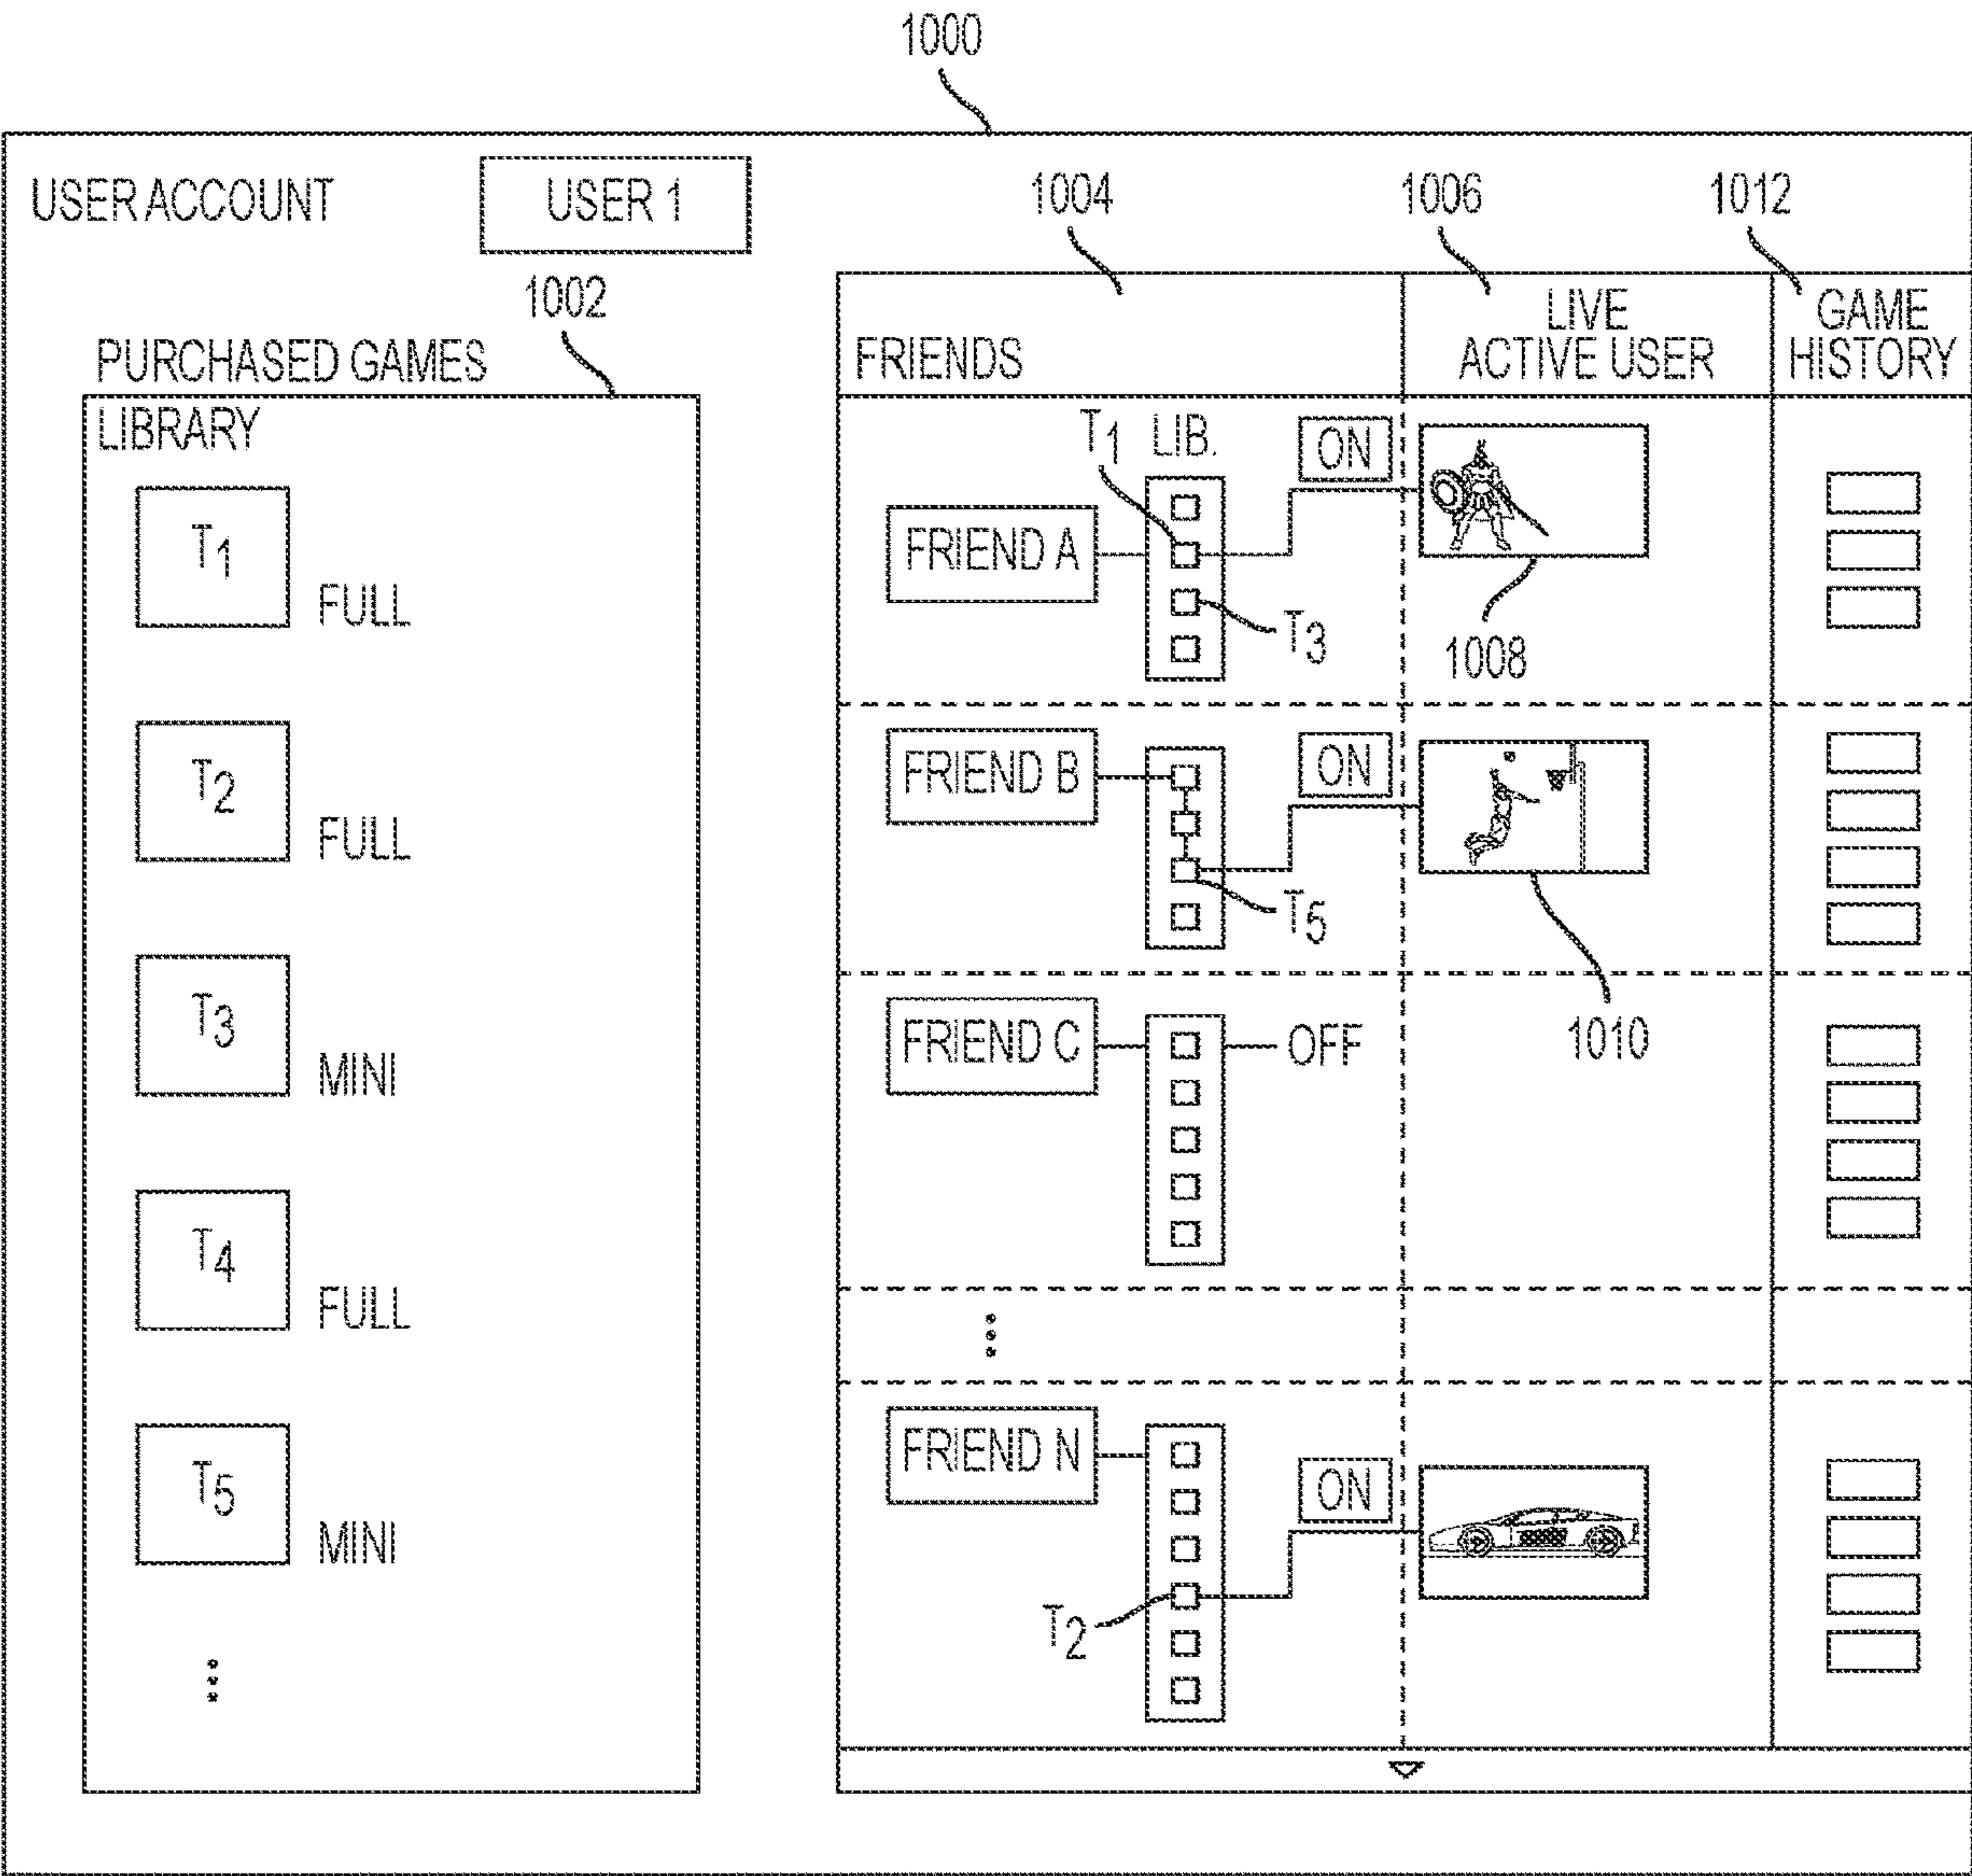 1000
USER ACCOUNT
USER 1
1004
1006
1012
1002
PURCHASED GAMES
LIBRARY
T1
FULL
T2
FULL
T3
MINI
T4
FULL
T5
MINI
FRIENDS
LIVE
ACTIVE USER
GAME
HISTORY
T1
LIB.
ON
FRIEND A
T3
1008
FRIEND B
ON
T5
1010
FRIEND C
OFF
FRIEND N
ON
T2